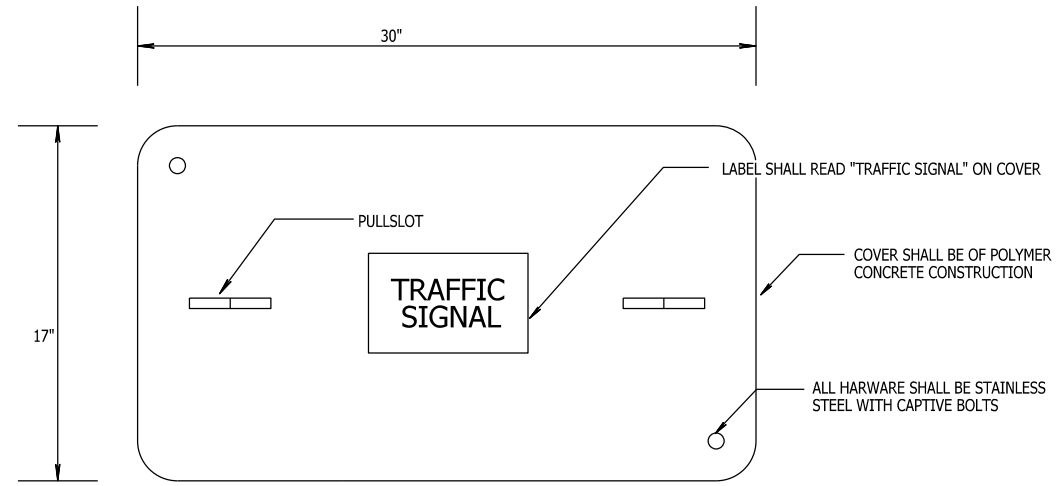 30"
LABEL SHALL READ "TRAFFIC SIGNAL" ON COVER
PULLSLOT
COVER SHALL BE OF POLYMER
CONCRETE CONSTRUCTION
TRAFFIC
SIGNAL
17"
ALL HARWARE SHALL BE STAINLESS
STEEL WITH CAPTIVE BOLTS